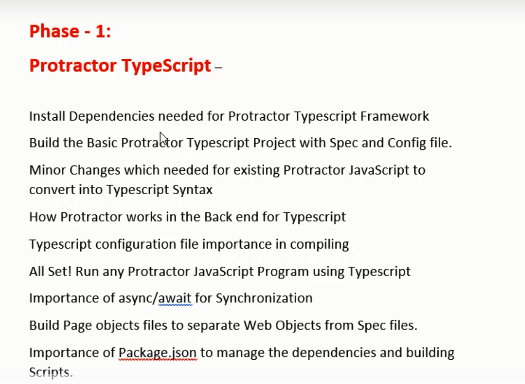 Phase - 1:
Protractor TypeScript –
Install Dependencies needed for Protractor Typescript Framework
Build the Basic Protractor Typescript Project with Spec and Config file.
Minor Changes which needed for existing Protractor JavaScript to
convert into Typescript Syntax
How Protractor works in the Back end for Typescript
Typescript configuration file importance in compiling
All Set! Run any Protractor JavaScript Program using Typescript
Importance of async/await for Synchronization
Build Page objects files to separate Web Objects from Spec files.
Importance of Package.json to manage the dependencies and building
Scripts.